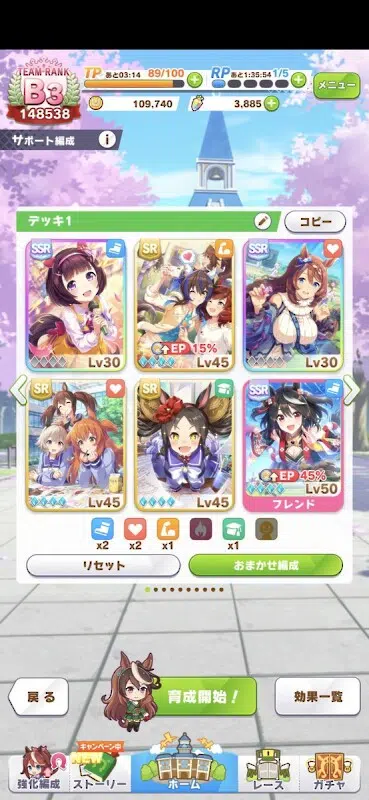 TEAM RANK
B3
148538
TP あと03:14 89/100
RP あと1:35:54 1/5
メニュー
109,740
3,885
サポート編成 i
デッキ1
コピー
SSR
Lv30
SR
EP 15%
Lv45
SSR
Lv30
SR
Lv45
SR
Lv45
SSR
EP 45%
Lv50
フレンド
x2
x2
x1
x1
リセット
おまかせ編成
戻る
育成開始！
効果一覧
強化編成
キャンペーン中
NEW
ストーリー
ホーム
レース
ガチャ